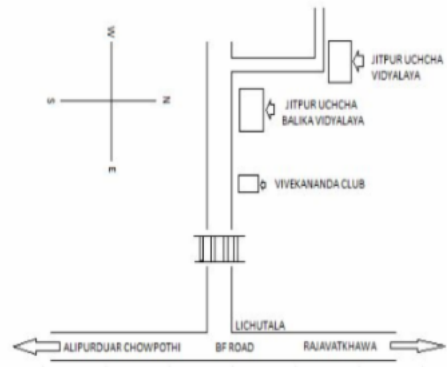 W
S
N
E
JITPUR UCHCHA
VIDYALAYA
JITPUR UCHCHA
BALIKA VIDYALAYA
VIVEKANANDA CLUB
LICHUTALA
ALIPURDUAR CHOWPOTHI
BF ROAD
RAJAVATKHAWA